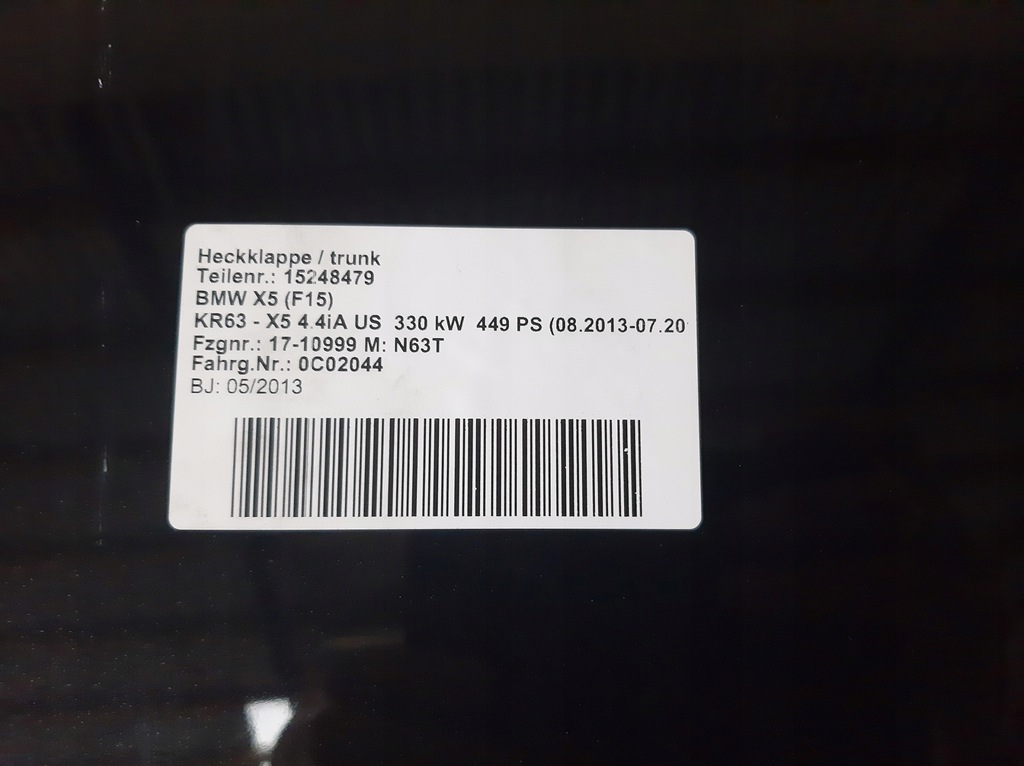 Heckklappe / trunk
Teilenr.: 15248479
BMW X5 (F15)
KR63 - X5 4.4iA US 330 kW 449 PS (08.2013-07.20
Fzgnr.: 17-10999 M: N63T
Fahrg.Nr.: 0C02044
BJ: 05/2013